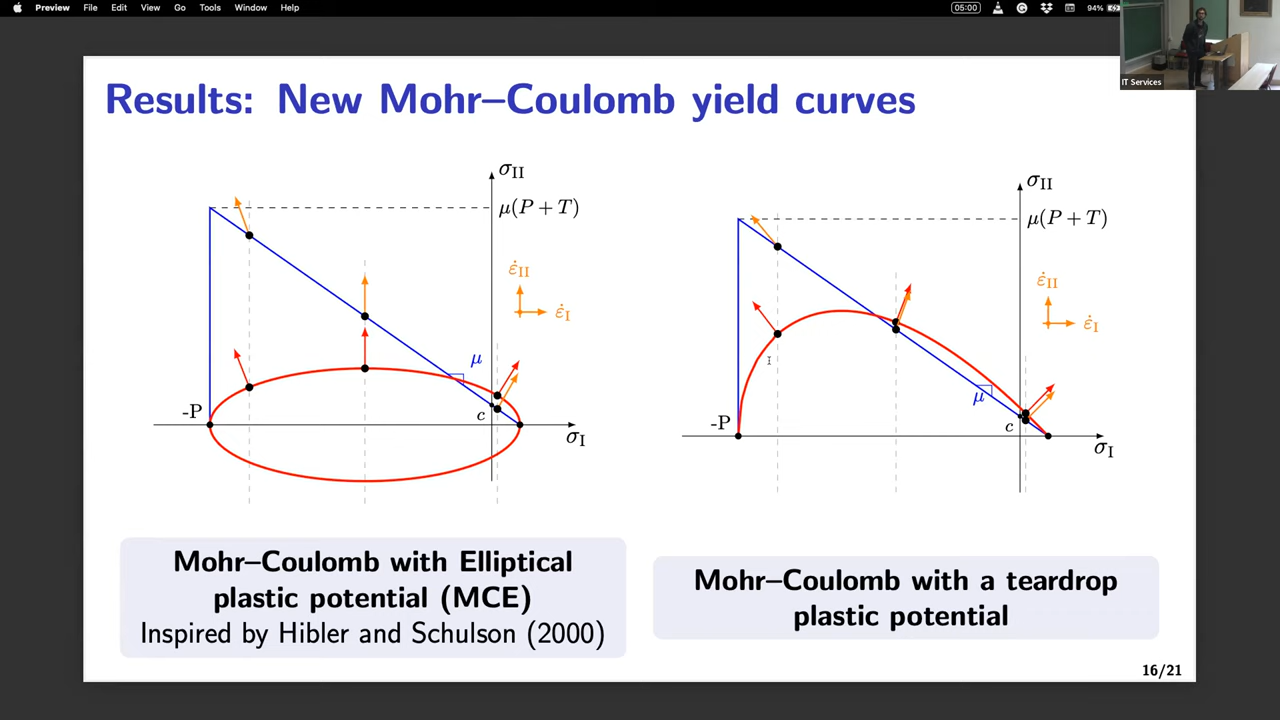 Preview File Edit View Go Tools Window Help 05:00 94%
IT Services
Results: New Mohr–Coulomb yield curves
σII
μ(P + T)
ε̇II
ε̇I
μ
-P
c
σI
σII
μ(P + T)
ε̇II
ε̇I
μ
-P
c
σI
Mohr–Coulomb with Elliptical
plastic potential (MCE)
Inspired by Hibler and Schulson (2000)
Mohr–Coulomb with a teardrop
plastic potential
16/21